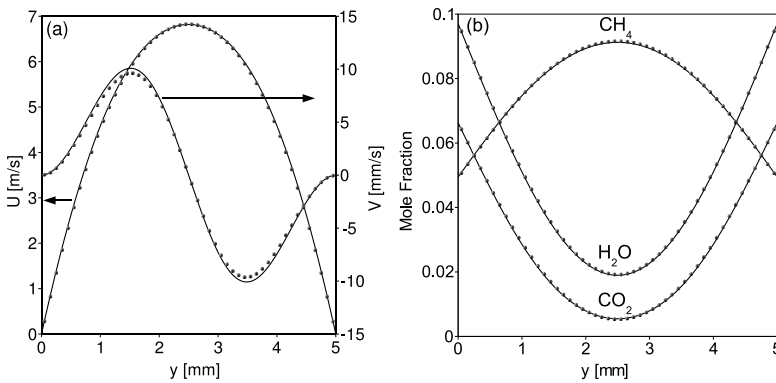 (a)
7
6
5
4
3
2
1
0
U [m/s]
15
10
5
0
-5
-10
-15
V [mm/s]
0 1 2 3 4 5
y [mm]
(b)
0.1
0.08
0.06
0.04
0.02
0
Mole Fraction
CH4
H2O
CO2
0 1 2 3 4 5
y [mm]